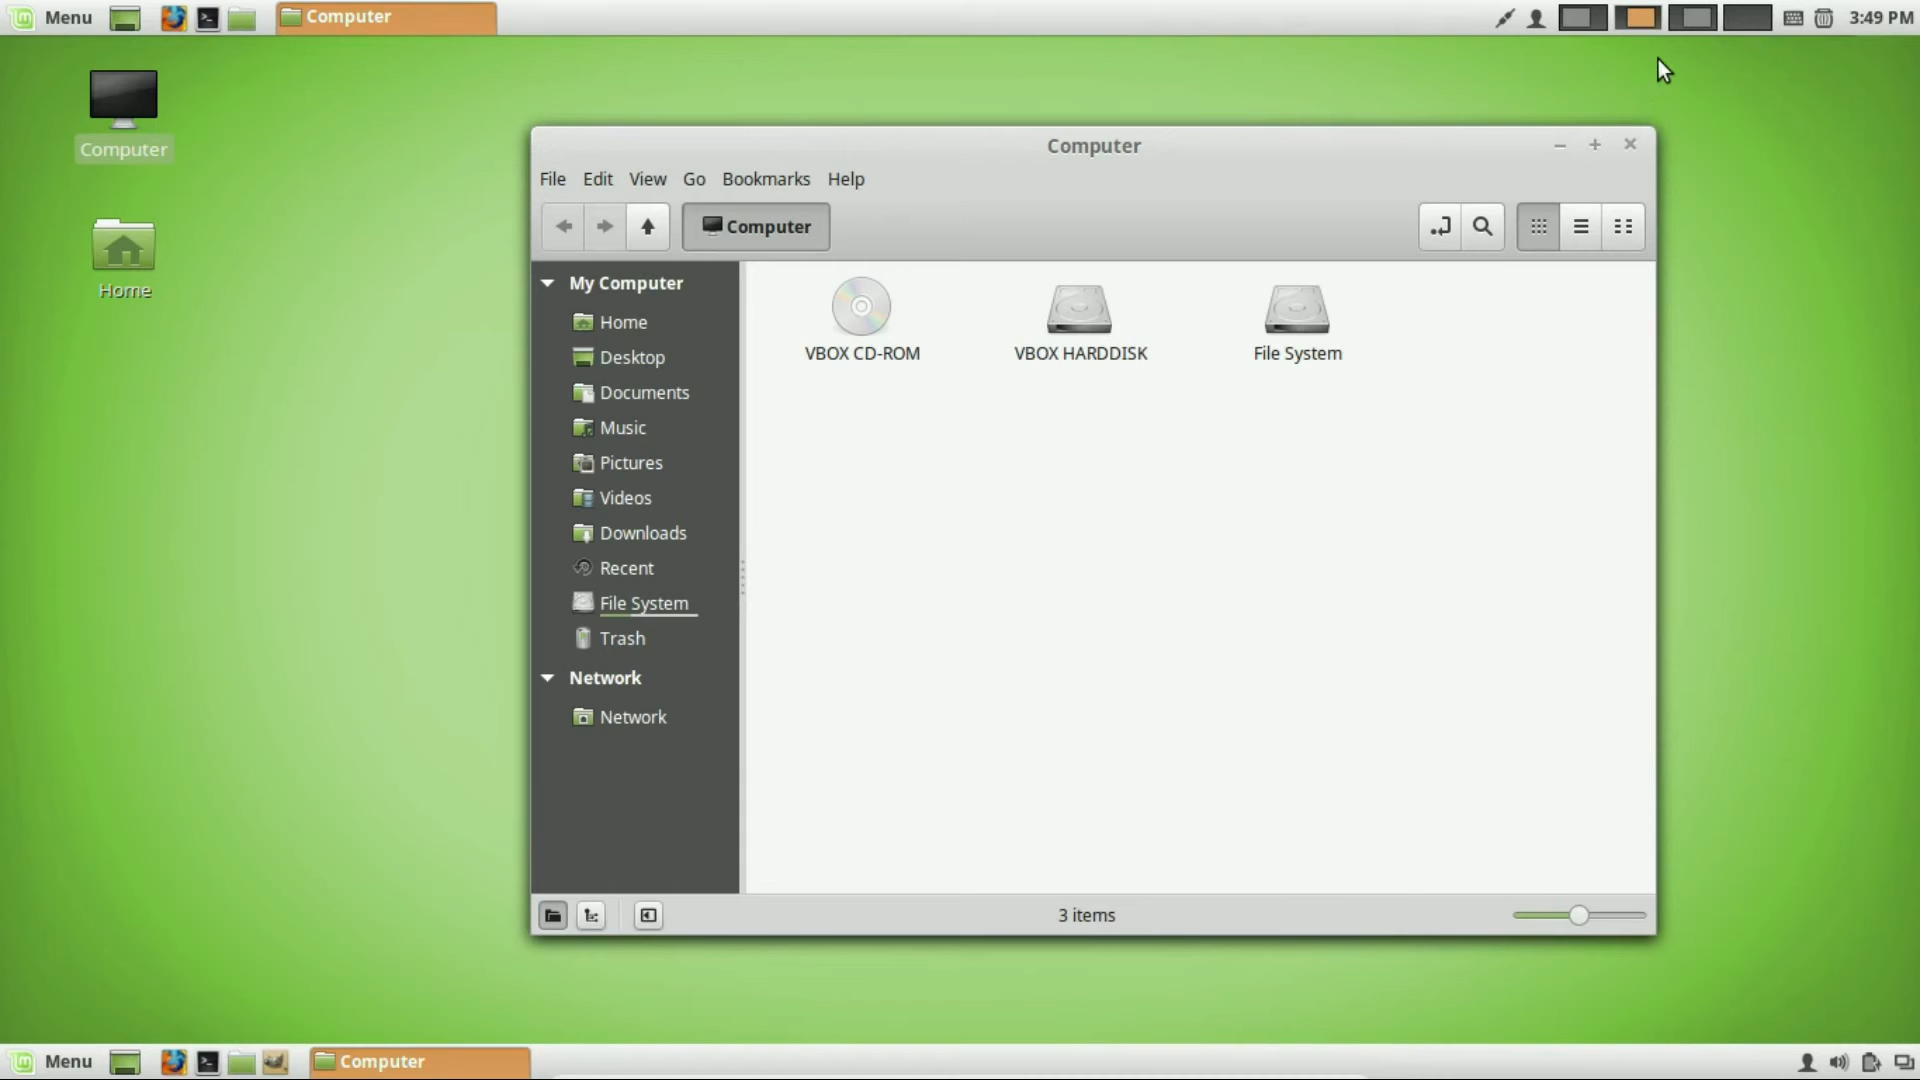 Menu
Computer
3:49 PM
Computer
Home
Computer
File Edit View Go Bookmarks Help
Computer
My Computer
Home
Desktop
Documents
Music
Pictures
Videos
Downloads
Recent
File System
Trash
Network
Network
VBOX CD-ROM
VBOX HARDDISK
File System
3 items
Menu
Computer